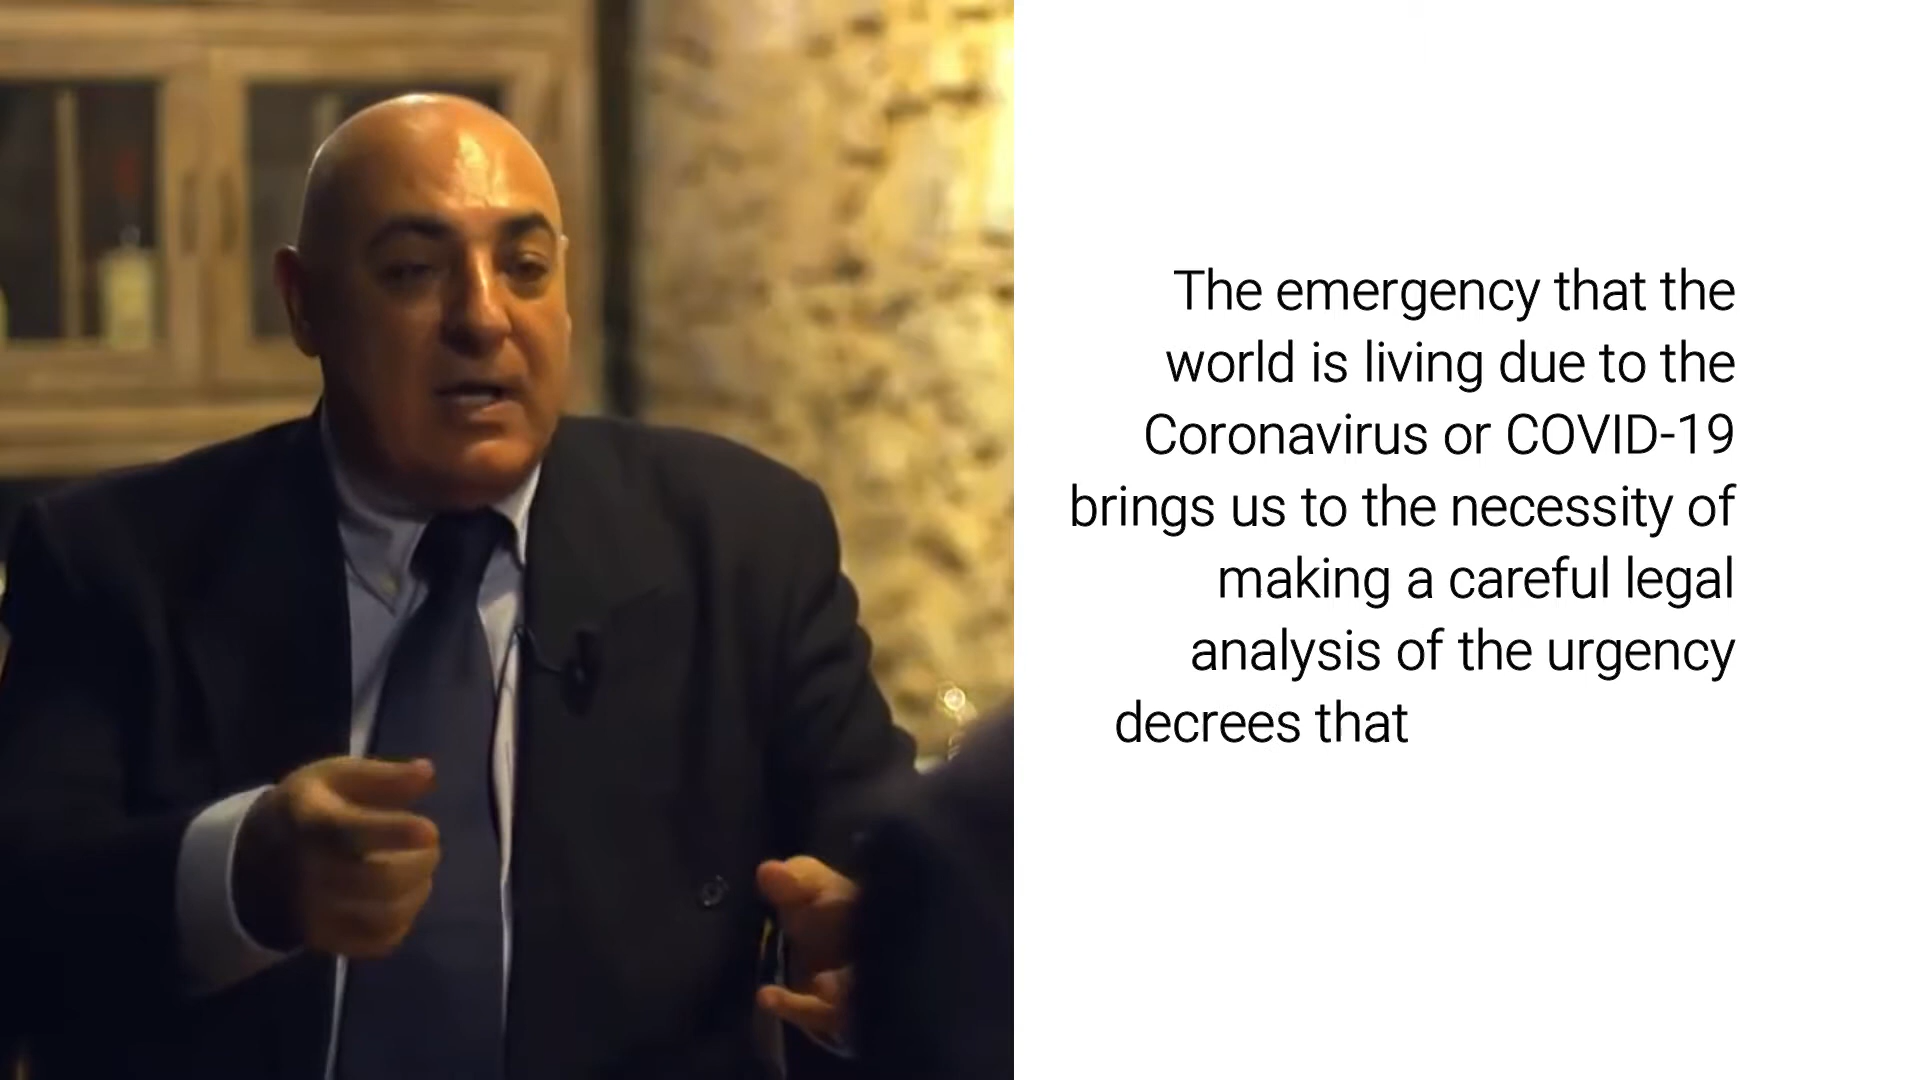 The emergency that the
world is living due to the
Coronavirus or COVID-19
brings us to the necessity of
making a careful legal
analysis of the urgency
decrees that